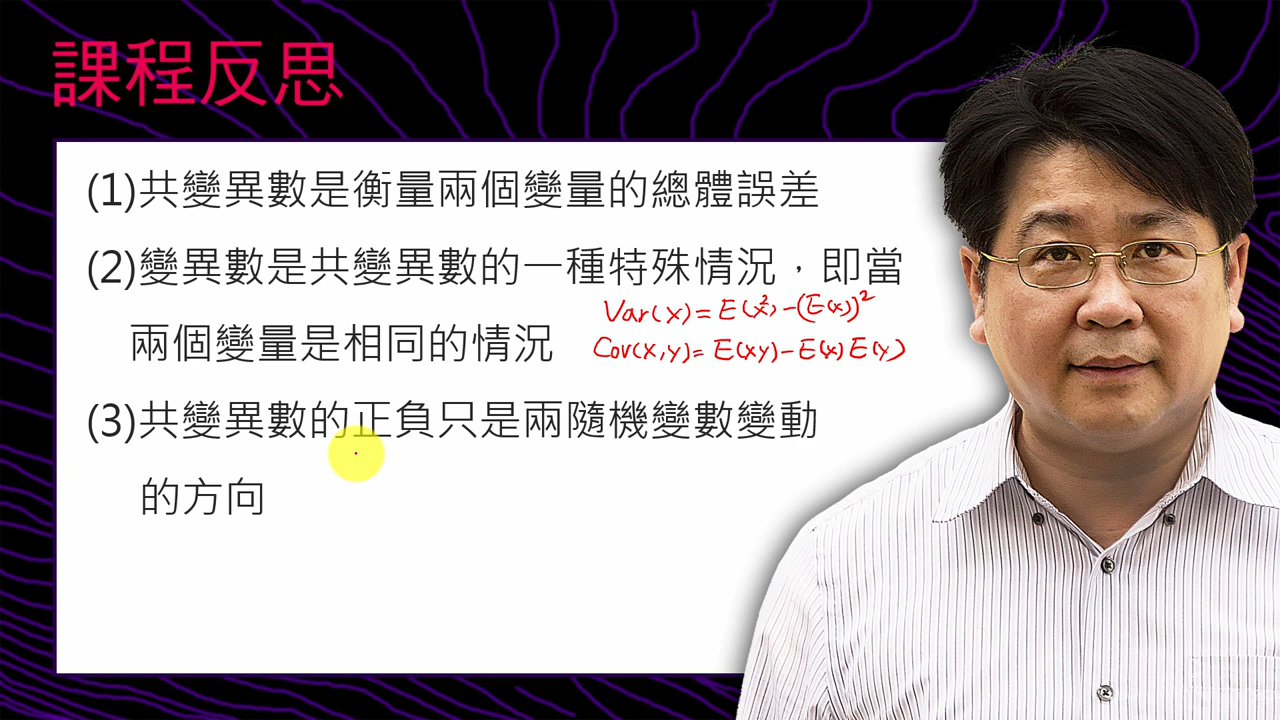 課程反思
(1)共變異數是衡量兩個變量的總體誤差
(2)變異數是共變異數的一種特殊情況，即當
Var(x)=E(x²)-(E(x))²
兩個變量是相同的情況
Cov(x,y)=E(xy)-E(x)E(y)
(3)共變異數的正負只是兩隨機變數變動
的方向